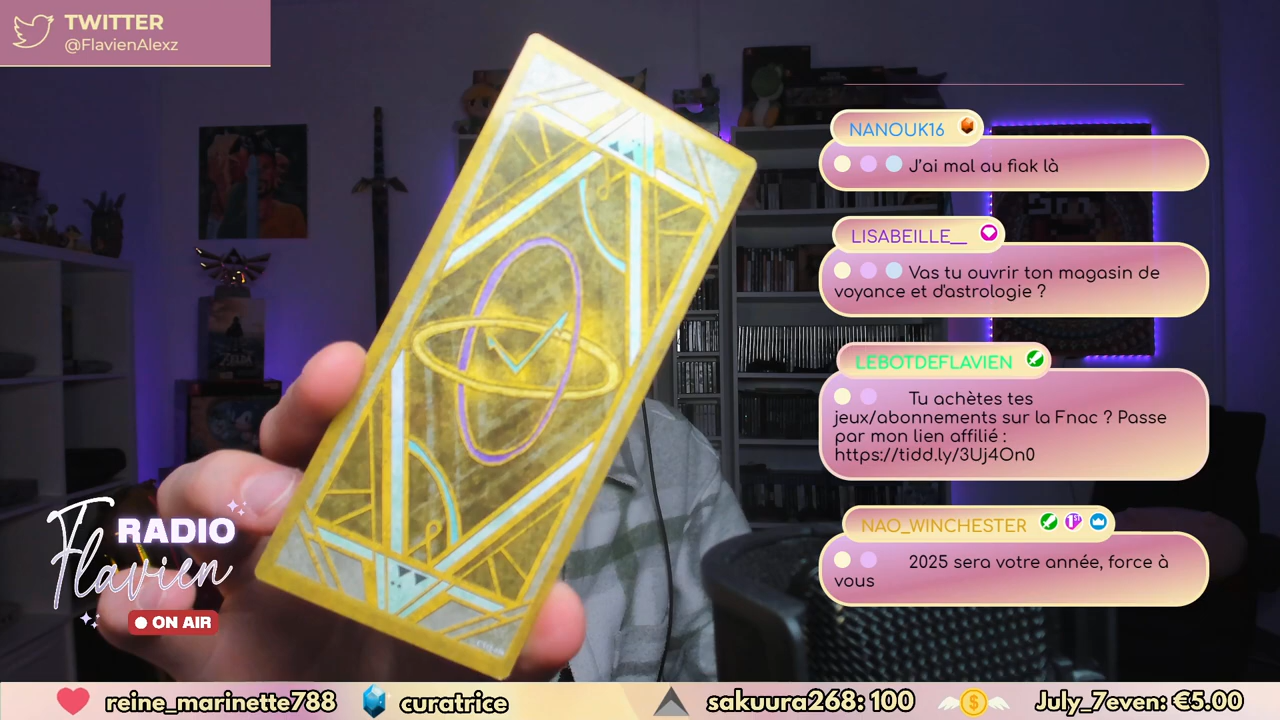 TWITTER
@FlavienAlexz
NANOUK16
J'ai mal au fiak là
LISABEILLE__
Vas tu ouvrir ton magasin de
voyance et d'astrologie ?
LEBOTDEFLAVIEN
Tu achètes tes
jeux/abonnements sur la Fnac ? Passe
par mon lien affilié :
https://tidd.ly/3Uj4On0
NAO_WINCHESTER
2025 sera votre année, force à
vous
RADIO
Flavien
ON AIR
ZELDA
reine_marinette788
curatrice
sakuura268: 100
July_7even: €5.00